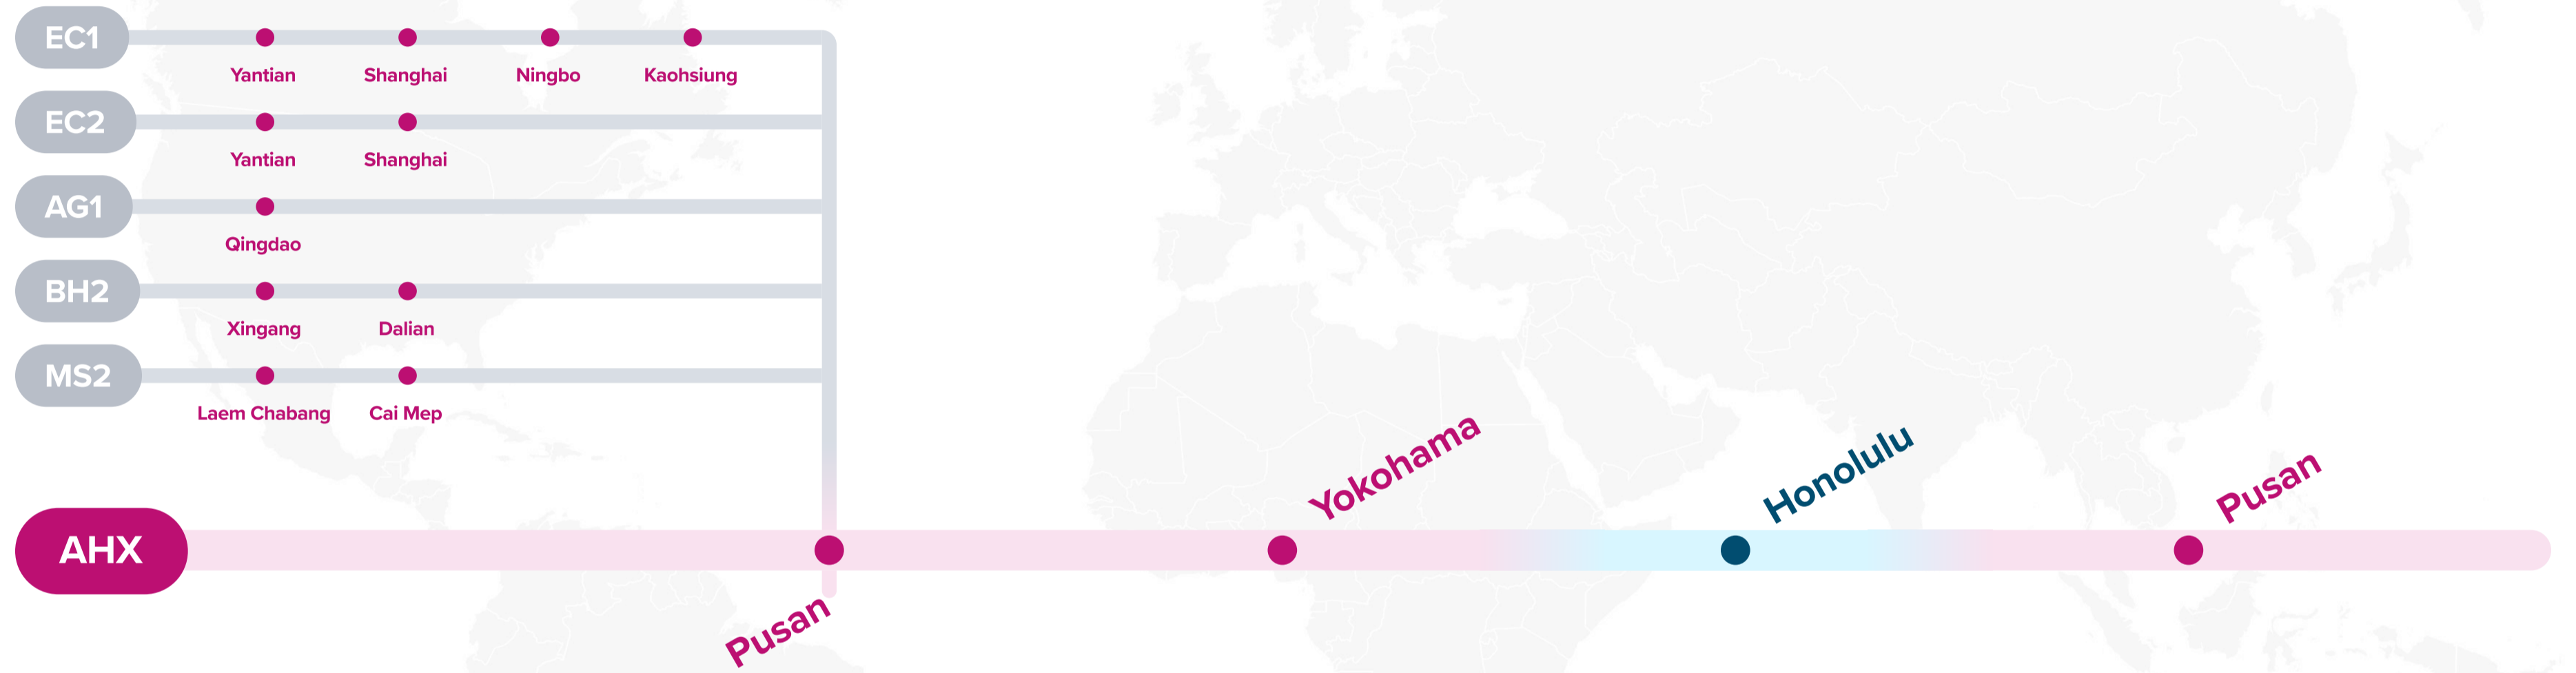 EC1
Yantian Shanghai Ningbo Kaohsiung
EC2
Yantian Shanghai
AG1
Qingdao
BH2
Xingang Dalian
MS2
Laem Chabang Cai Mep
AHX
Pusan
Yokohama
Honolulu
Pusan